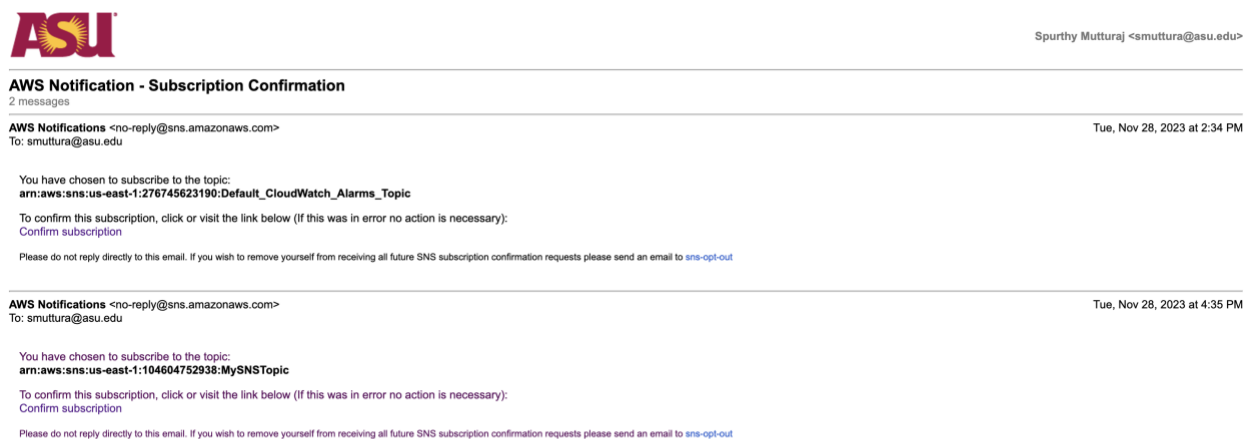 ASU
Spurthy Mutturaj <smuttura@asu.edu>
AWS Notification - Subscription Confirmation
2 messages
AWS Notifications <no-reply@sns.amazonaws.com>
Tue, Nov 28, 2023 at 2:34 PM
To: smuttura@asu.edu
You have chosen to subscribe to the topic:
arn:aws:sns:us-east-1:276745623190:Default_CloudWatch_Alarms_Topic
To confirm this subscription, click or visit the link below (If this was in error no action is necessary):
Confirm subscription
Please do not reply directly to this email. If you wish to remove yourself from receiving all future SNS subscription confirmation requests please send an email to sns-opt-out
AWS Notifications <no-reply@sns.amazonaws.com>
Tue, Nov 28, 2023 at 4:35 PM
To: smuttura@asu.edu
You have chosen to subscribe to the topic:
arn:aws:sns:us-east-1:104604752938:MySNSTopic
To confirm this subscription, click or visit the link below (If this was in error no action is necessary):
Confirm subscription
Please do not reply directly to this email. If you wish to remove yourself from receiving all future SNS subscription confirmation requests please send an email to sns-opt-out